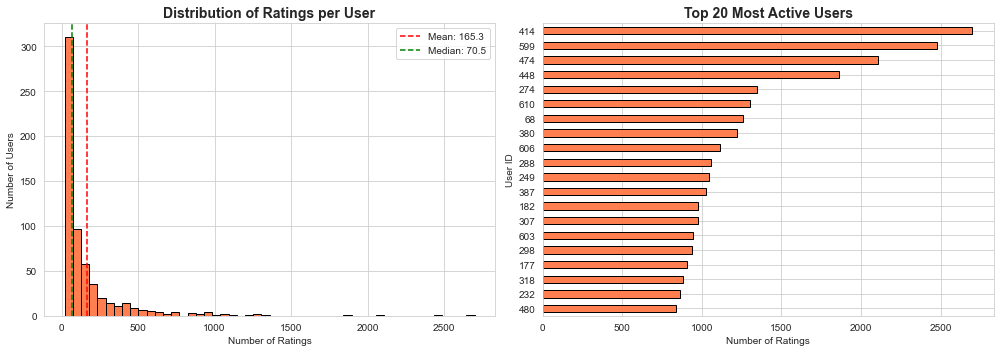 Distribution of Ratings per User
Mean: 165.3
Median: 70.5
300
250
200
150
100
50
0
Number of Users
0 500 1000 1500 2000 2500
Number of Ratings
Top 20 Most Active Users
414
599
474
448
274
610
68
380
606
288
249
387
182
307
603
298
177
318
232
480
User ID
0 500 1000 1500 2000 2500
Number of Ratings